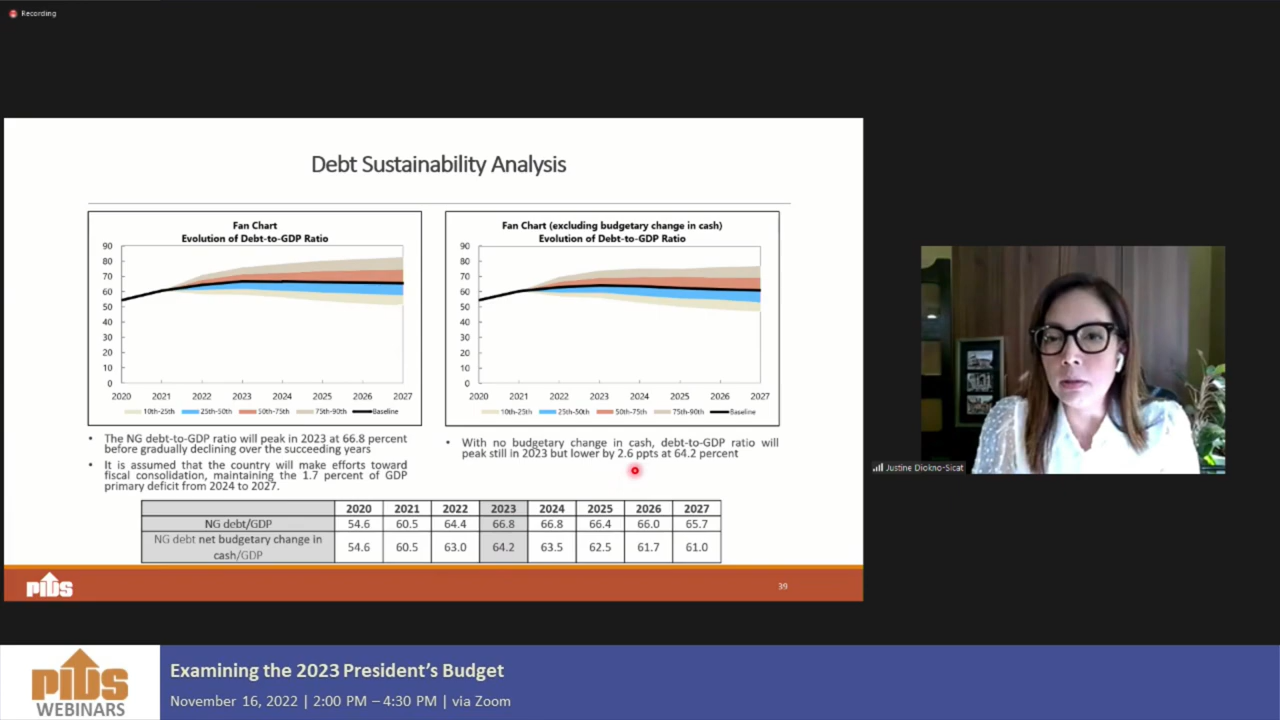 Recording
Debt Sustainability Analysis
Fan Chart
Evolution of Debt-to-GDP Ratio
90
80
70
60
50
40
30
20
10
0
2020 2021 2022 2023 2024 2025 2026 2027
10th-25th 25th-50th 50th-75th 75th-90th Baseline
Fan Chart (excluding budgetary change in cash)
Evolution of Debt-to-GDP Ratio
90
80
70
60
50
40
30
20
10
0
2020 2021 2022 2023 2024 2025 2026 2027
10th-25th 25th-50th 50th-75th 75th-90th Baseline
• The NG debt-to-GDP ratio will peak in 2023 at 66.8 percent
before gradually declining over the succeeding years
• It is assumed that the country will make efforts toward
fiscal consolidation, maintaining the 1.7 percent of GDP
primary deficit from 2024 to 2027.
• With no budgetary change in cash, debt-to-GDP ratio will
peak still in 2023 but lower by 2.6 ppts at 64.2 percent
2020 2021 2022 2023 2024 2025 2026 2027
NG debt/GDP 54.6 60.5 64.4 66.8 66.8 66.4 66.0 65.7
NG debt net budgetary change in
cash/GDP 54.6 60.5 63.0 64.2 63.5 62.5 61.7 61.0
PIDS
39
Justine Diokno-Sicat
PIDS
WEBINARS
Examining the 2023 President's Budget
November 16, 2022 | 2:00 PM – 4:30 PM | via Zoom